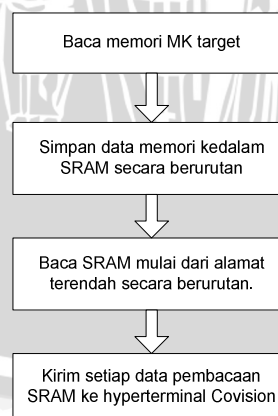 Baca memori MK target
Simpan data memori kedalam
SRAM secara berurutan
Baca SRAM mulai dari alamat
terendah secara berurutan.
Kirim setiap data pembacaan
SRAM ke hyperterminal Covision